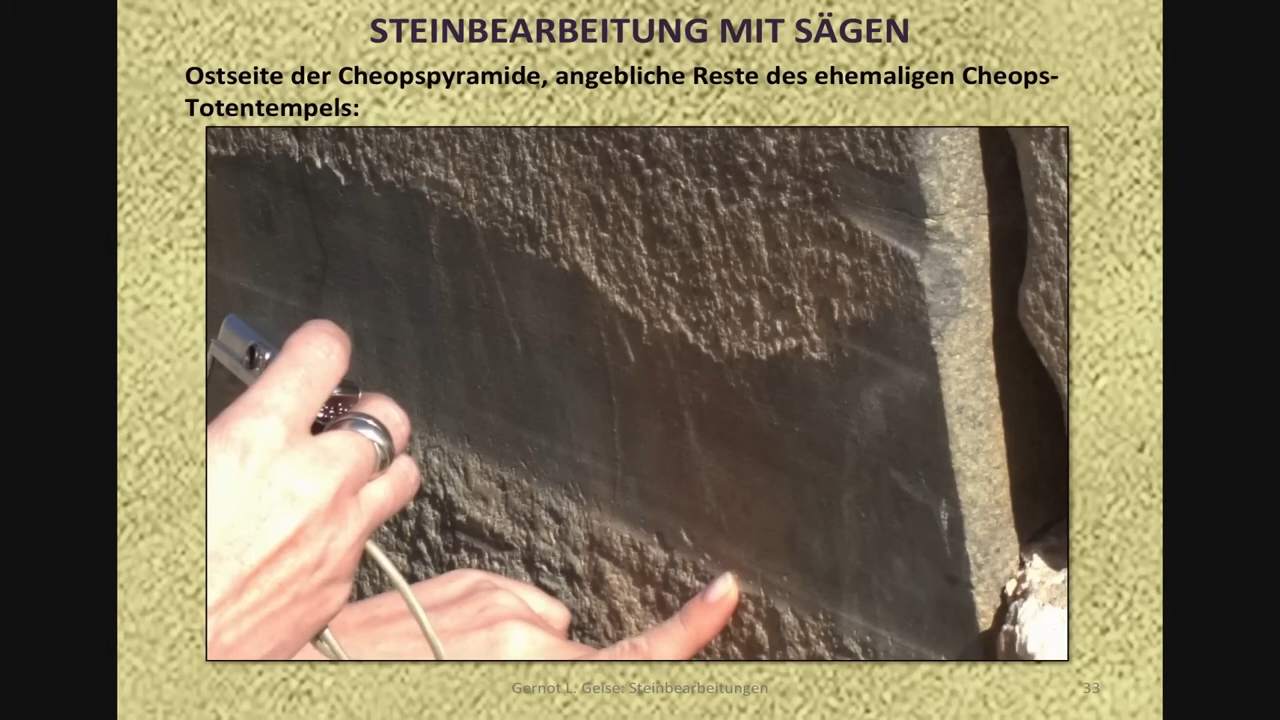 STEINBEARBEITUNG MIT SÄGEN
Ostseite der Cheopspyramide, angebliche Reste des ehemaligen Cheops-
Totentempels:
Gernot L. Geise: Steinbearbeitungen
33